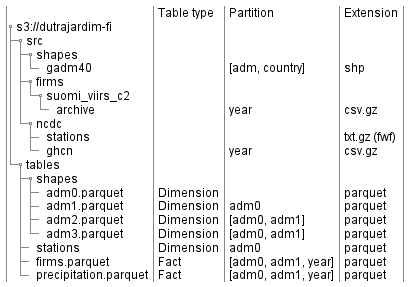 Table type Partition Extension
s3://dutrajardim-fi
src
shapes
gadm40 [adm, country] shp
firms
suomi_viirs_c2
archive year csv.gz
ncdc
stations txt.gz (fwf)
ghcn year csv.gz
tables
shapes
adm0.parquet Dimension parquet
adm1.parquet Dimension adm0 parquet
adm2.parquet Dimension [adm0, adm1] parquet
adm3.parquet Dimension [adm0, adm1] parquet
stations Dimension adm0 parquet
firms.parquet Fact [adm0, adm1, year] parquet
precipitation.parquet Fact [adm0, adm1, year] parquet